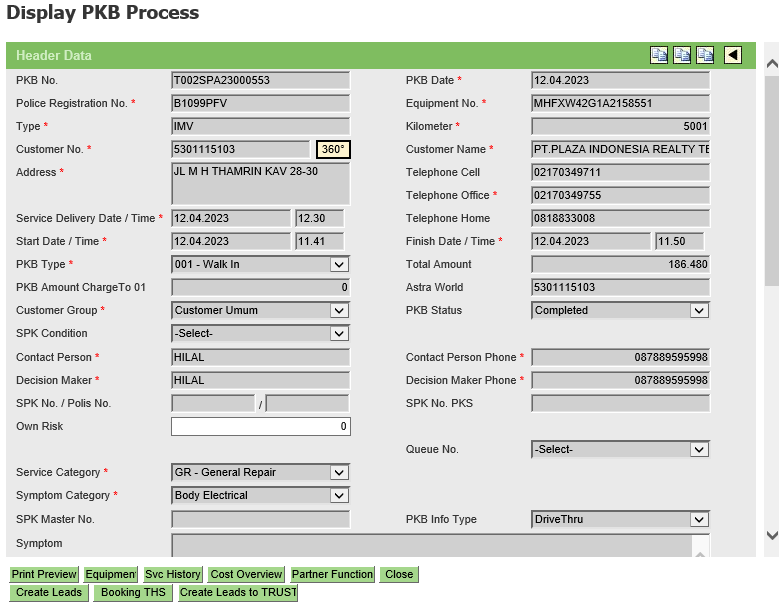 Display PKB Process
Header Data
PKB No. T002SPA23000553 PKB Date * 12.04.2023
Police Registration No. * B1099PFV Equipment No. * MHFXW42G1A2158551
Type * IMV Kilometer * 5001
Customer No. * 5301115103 360° Customer Name * PT.PLAZA INDONESIA REALTY TE
Address * JL M H THAMRIN KAV 28-30 Telephone Cell 02170349711
Telephone Office * 02170349755
Service Delivery Date / Time * 12.04.2023 12.30 Telephone Home 0818833008
Start Date / Time * 12.04.2023 11.41 Finish Date / Time * 12.04.2023 11.50
PKB Type * 001 - Walk In Total Amount 186.480
PKB Amount ChargeTo 01 0 Astra World 5301115103
Customer Group * Customer Umum PKB Status Completed
SPK Condition -Select-
Contact Person * HILAL Contact Person Phone * 087889595998
Decision Maker * HILAL Decision Maker Phone * 087889595998
SPK No. / Polis No. / SPK No. PKS
Own Risk 0
Queue No. -Select-
Service Category * GR - General Repair
Symptom Category * Body Electrical
SPK Master No. PKB Info Type DriveThru
Symptom
Print Preview Equipment Svc History Cost Overview Partner Function Close
Create Leads Booking THS Create Leads to TRUST